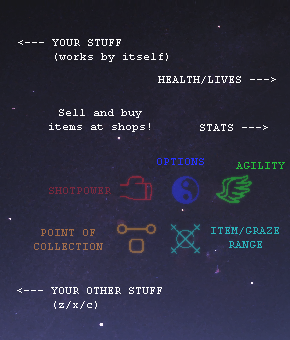 <--- YOUR STUFF
(works by itself)
HEALTH/LIVES --->
Sell and buy
items at shops!
STATS --->
OPTIONS
AGILITY
SHOTPOWER
POINT OF
COLLECTION
ITEM/GRAZE
RANGE
<--- YOUR OTHER STUFF
(z/x/c)